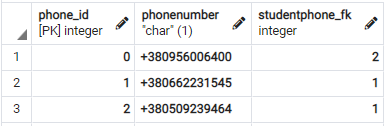 phone_id phonenumber studentphone_fk
[PK] integer "char" (1) integer
1 0 +380956006400 2
2 1 +380662231545 1
3 2 +380509239464 1